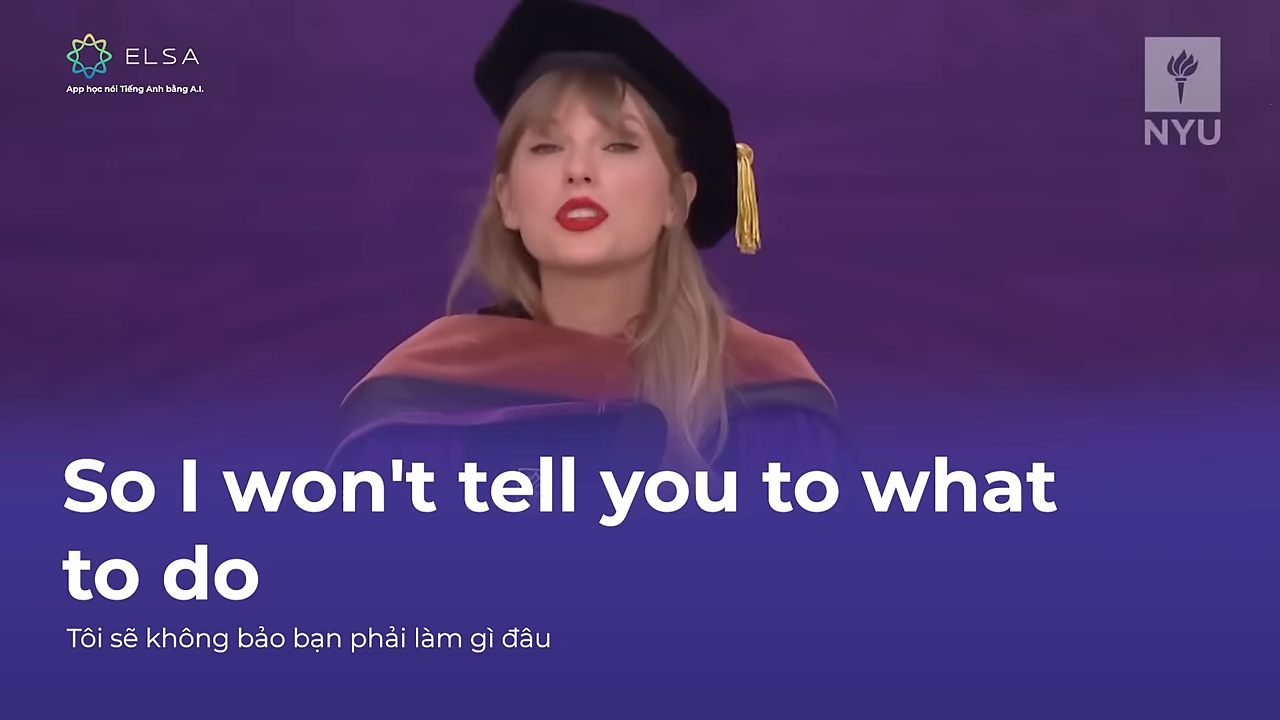 ELSA
App học nói Tiếng Anh bằng A.I.
NYU
So I won't tell you to what
to do
Tôi sẽ không bảo bạn phải làm gì đâu